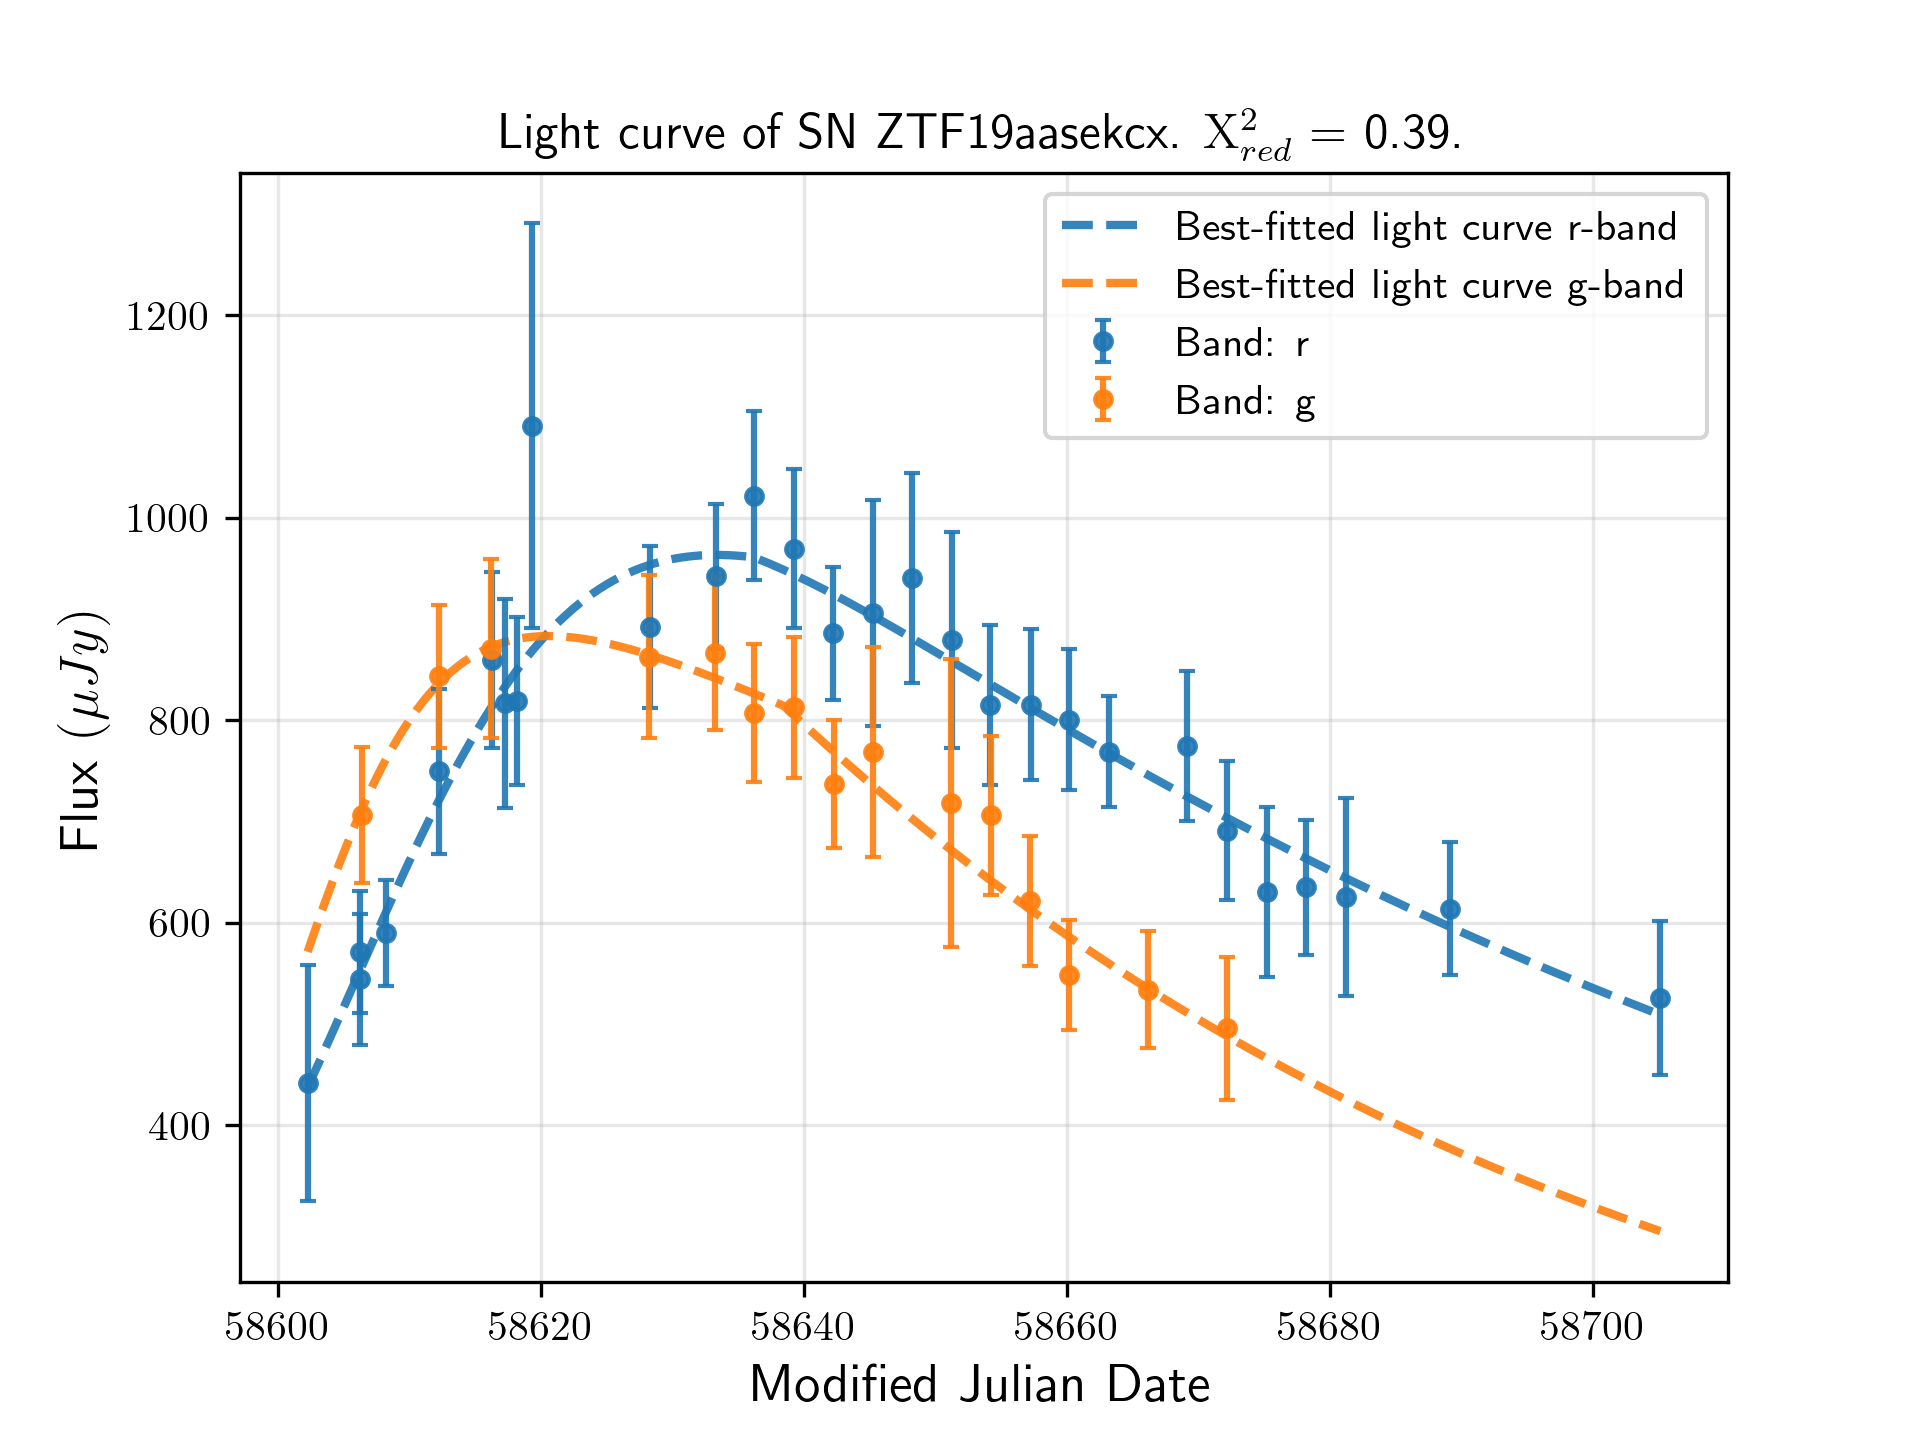 Light curve of SN ZTF19aasekcx. X²_red = 0.39.
Best-fitted light curve r-band
Best-fitted light curve g-band
Band: r
Band: g
Flux (μJy)
1200
1000
800
600
400
58600 58620 58640 58660 58680 58700
Modified Julian Date